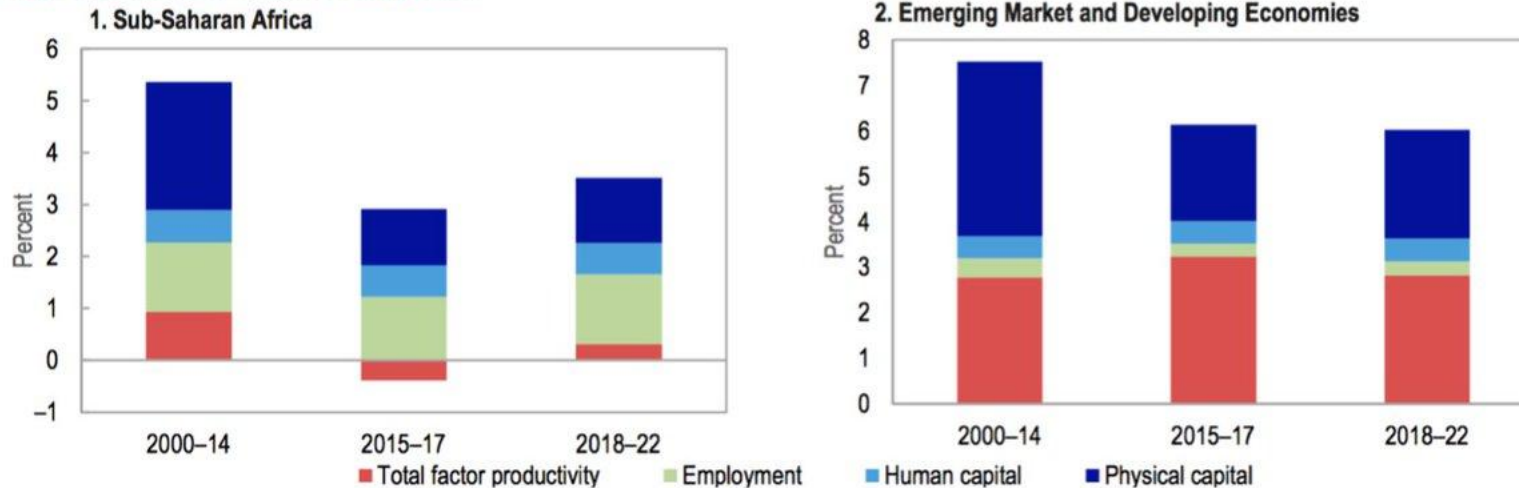 1. Sub-Saharan Africa
6
5
4
3
2
1
0
–1
Percent
2000–14 2015–17 2018–22
2. Emerging Market and Developing Economies
8
7
6
5
4
3
2
1
0
Percent
2000–14 2015–17 2018–22
Total factor productivity Employment Human capital Physical capital